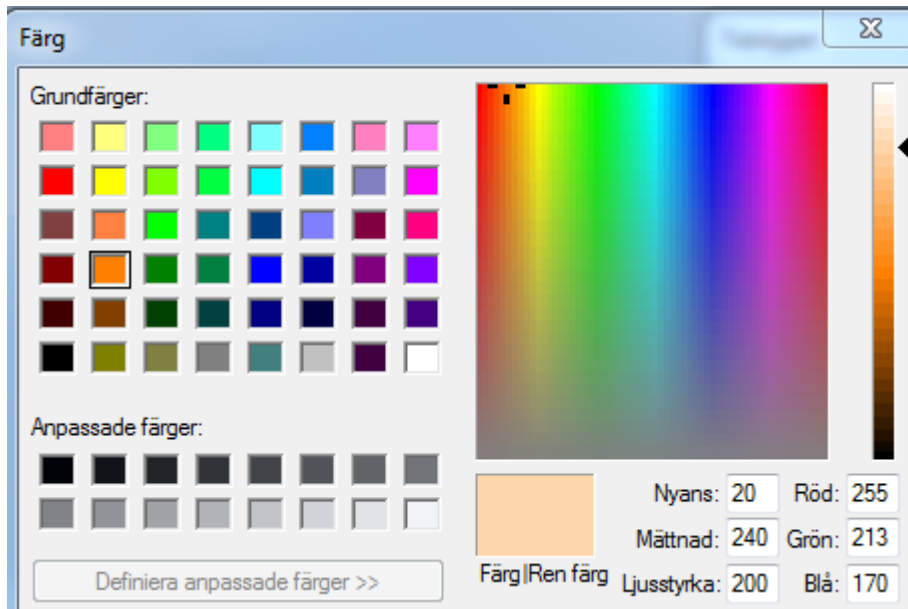 Färg
Grundfärger:
Anpassade färger:
Definiera anpassade färger >>
Färg|Ren färg
Nyans: 20
Mättnad: 240
Ljusstyrka: 200
Röd: 255
Grön: 213
Blå: 170